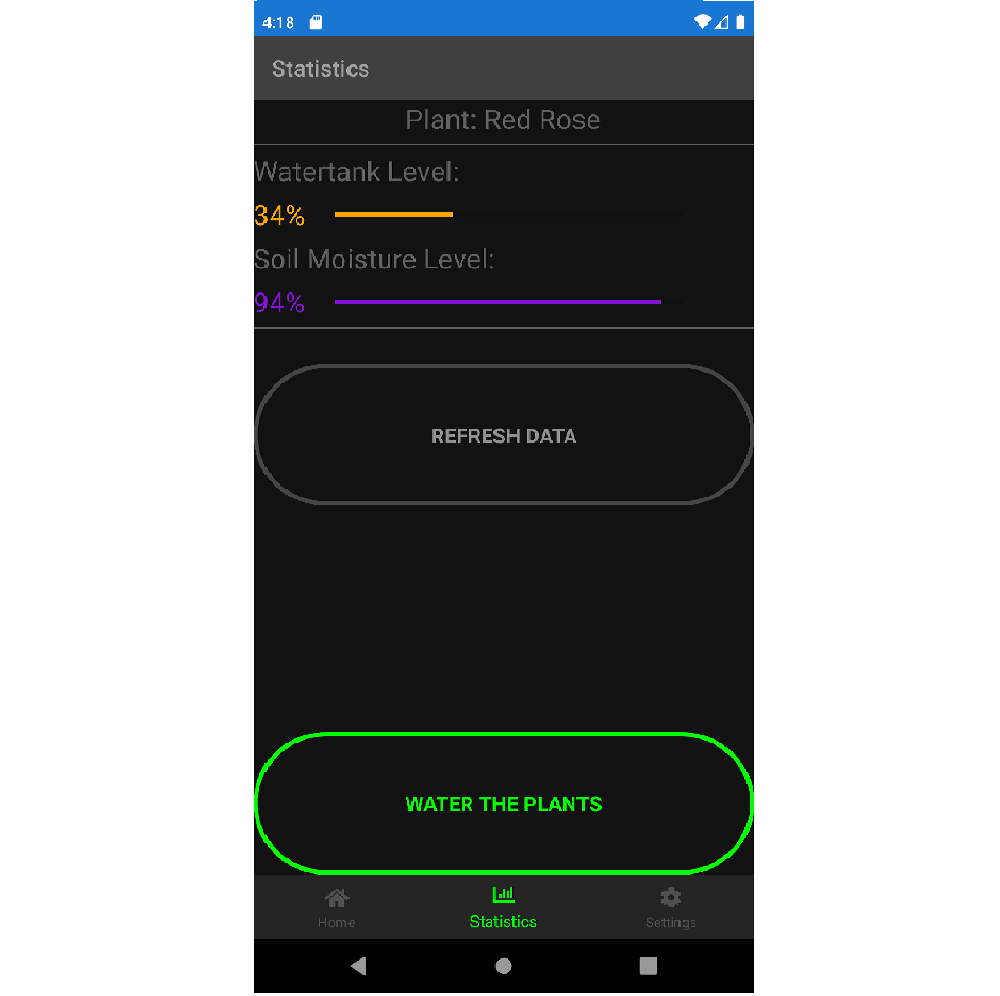 4:18
Statistics
Plant: Red Rose
Watertank Level:
34%
Soil Moisture Level:
94%
REFRESH DATA
WATER THE PLANTS
Home Statistics Settings